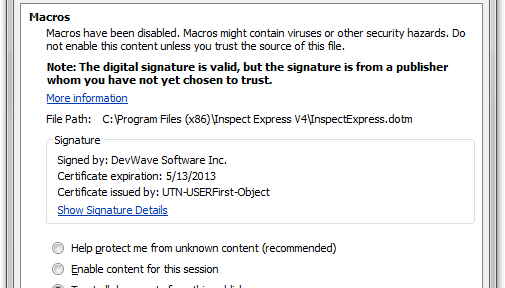 Macros
Macros have been disabled. Macros might contain viruses or other security hazards. Do
not enable this content unless you trust the source of this file.
Note: The digital signature is valid, but the signature is from a publisher
whom you have not yet chosen to trust.
More information
File Path: C:\Program Files (x86)\Inspect Express V4\InspectExpress.dotm
Signature
Signed by: DevWave Software Inc.
Certificate expiration: 5/13/2013
Certificate issued by: UTN-USERFirst-Object
Show Signature Details
Help protect me from unknown content (recommended)
Enable content for this session